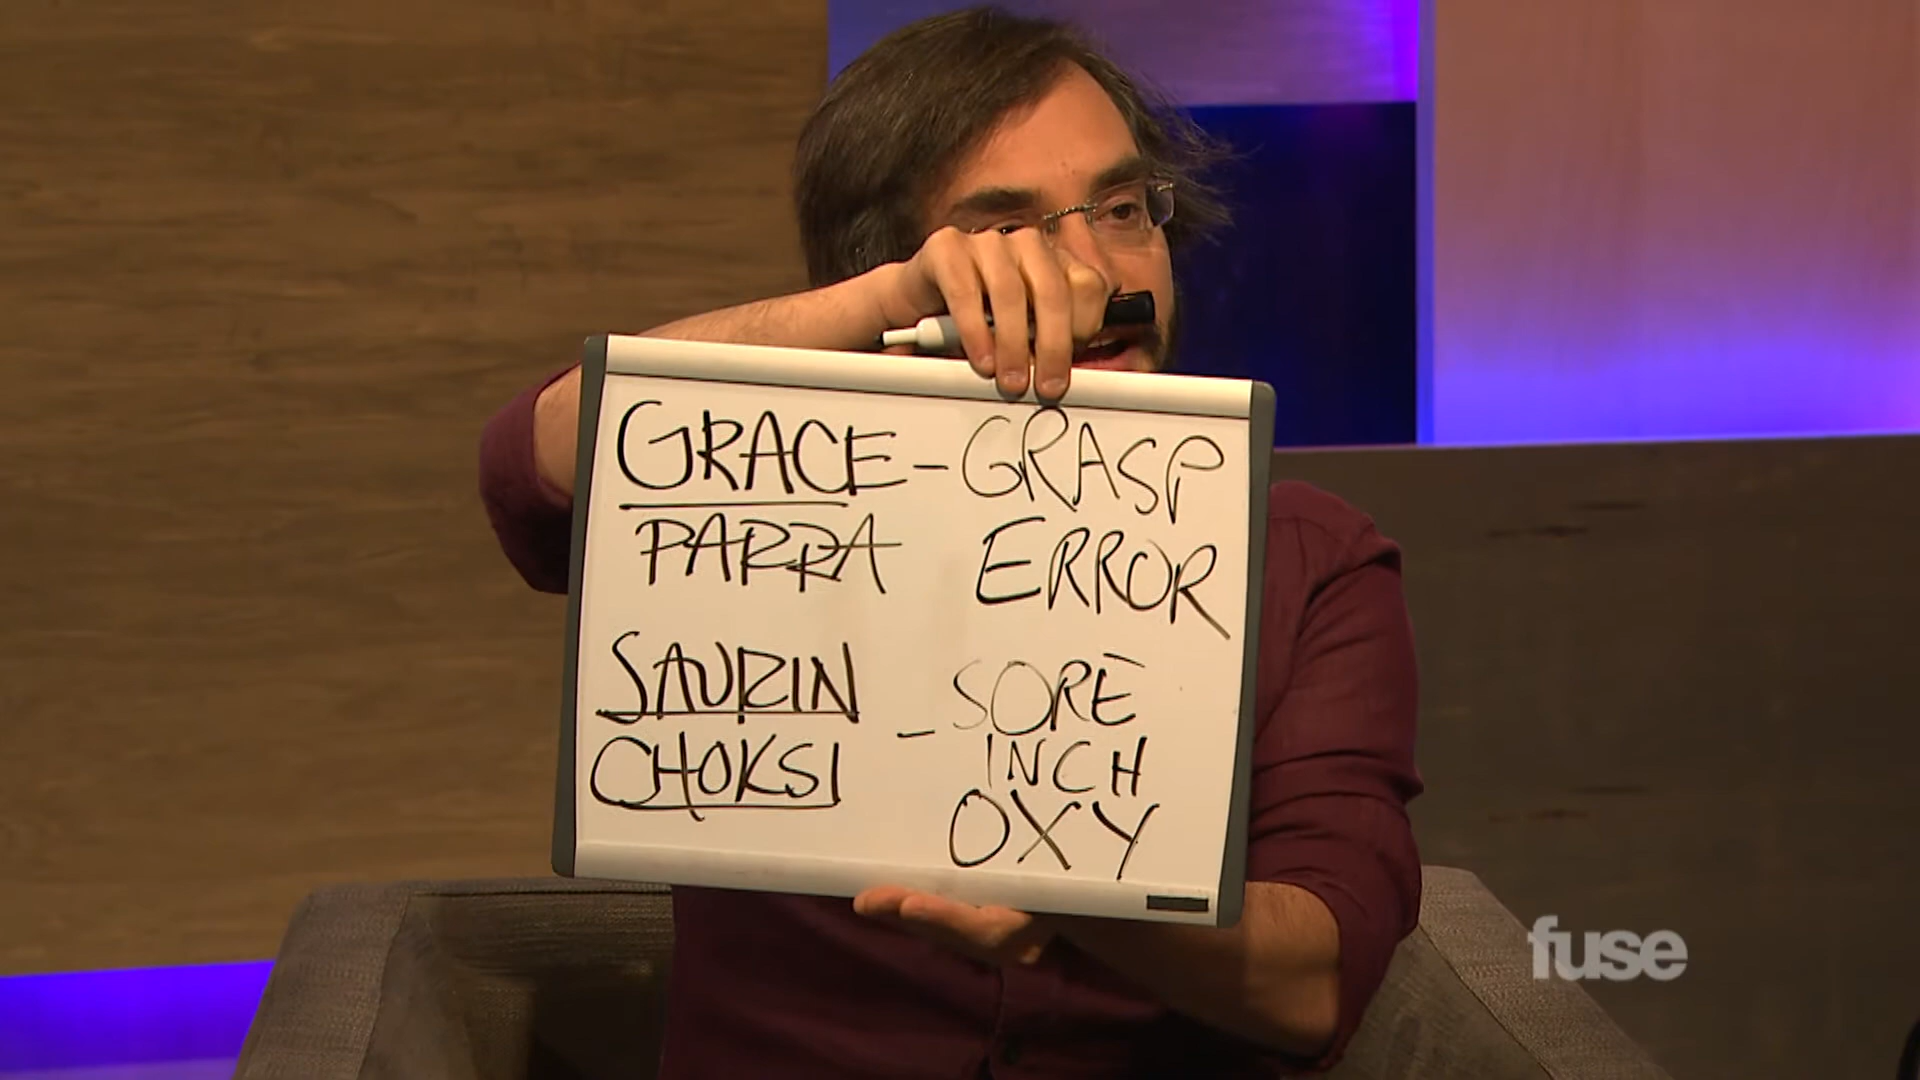 GRACE - GRASP
PARRA ERROR
SAURIN - SORE
CHOKSI INCH
OXY
fuse